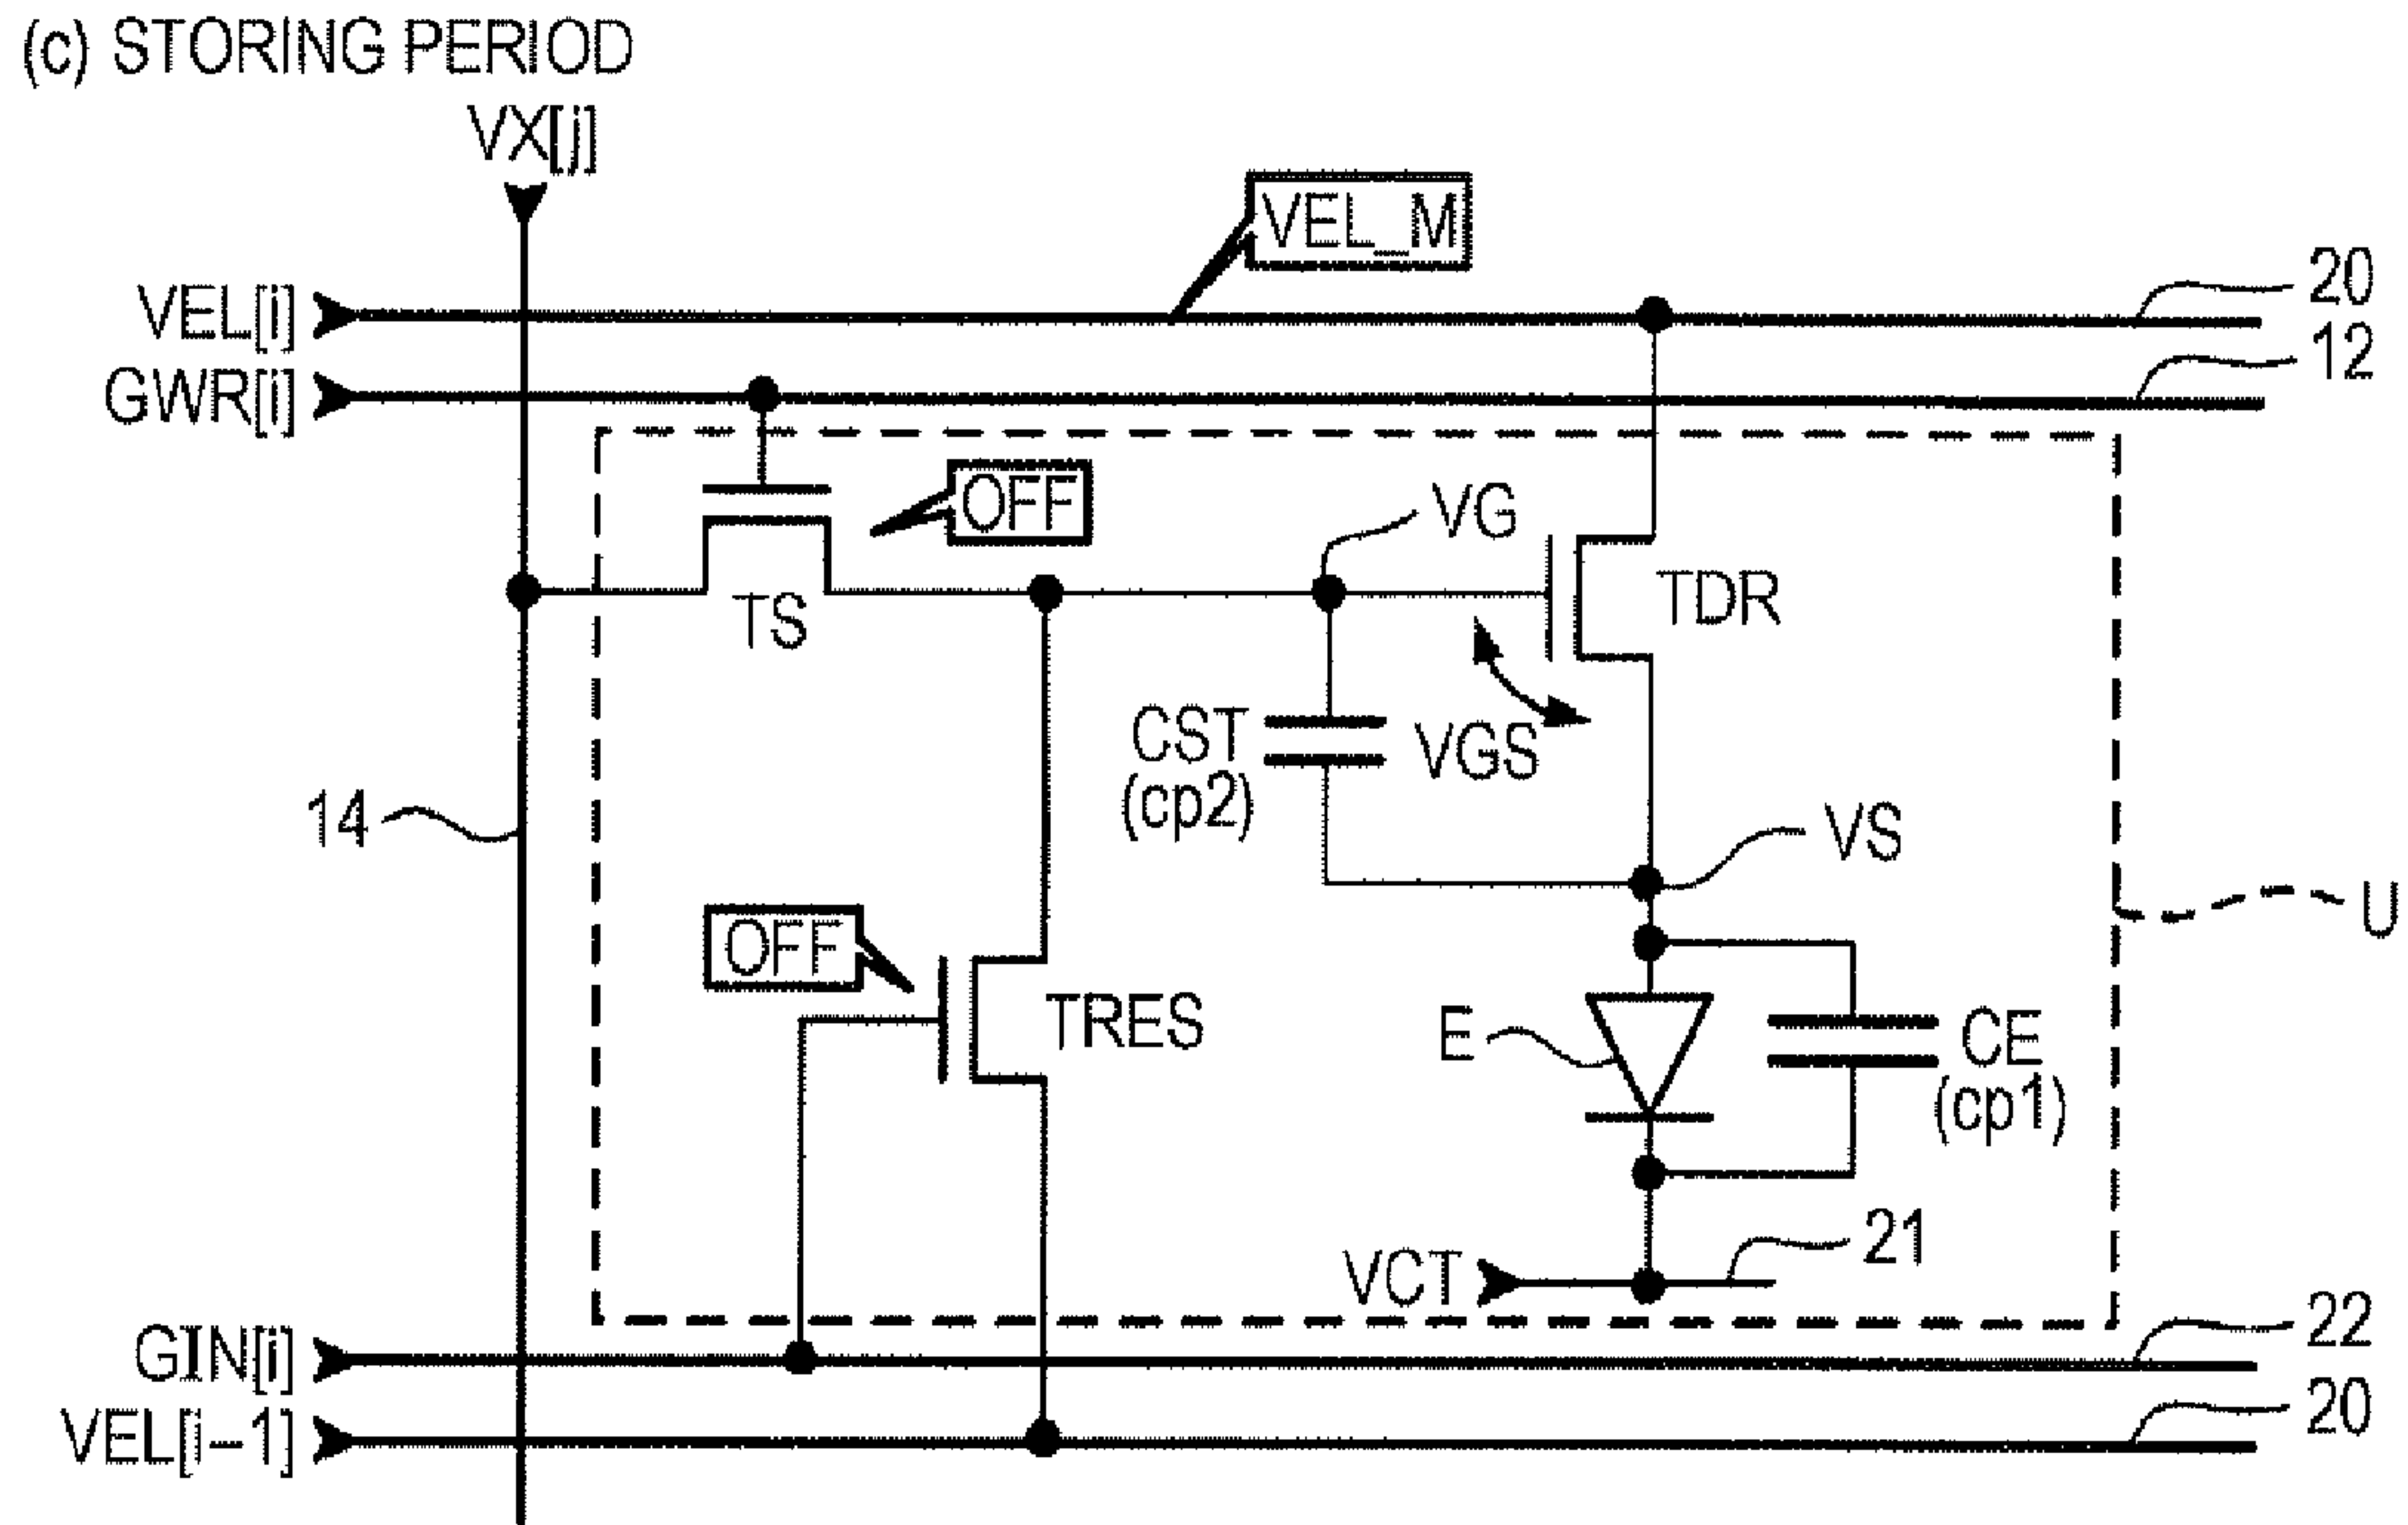 (c) STORING PERIOD
VX[j]
VEL_M
VEL[i]
20
GWR[i]
12
OFF
VG
TS
TDR
CST
(cp2)
VGS
14
VS
U
OFF
TRES
E
CE
(cp1)
VCT
21
GIN[i]
22
VEL[i-1]
20